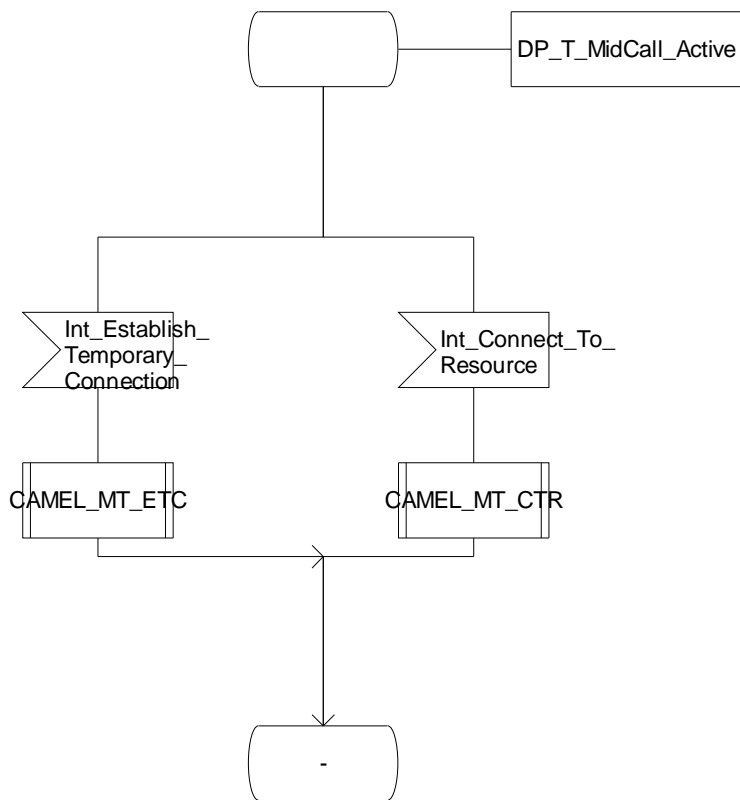 DP_T_MidCall_Active
Int_Establish_
Temporary_
Connection
Int_Connect_To_
Resource
CAMEL_MT_ETC
CAMEL_MT_CTR
-